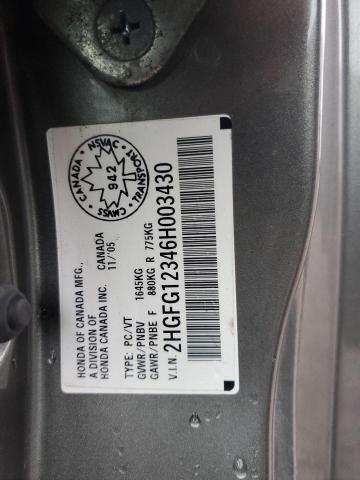 HONDA OF CANADA MFG.,
A DIVISION OF
HONDA CANADA INC. CANADA
11/05
TYPE: PC/VT
GVWR/PNBV 1645KG
GAWR/PNBE F 880KG R 775KG
V.I.N. 2HGFG12346H003430
CANADA
NSVAC
942
TRANSPORT
CMVSS